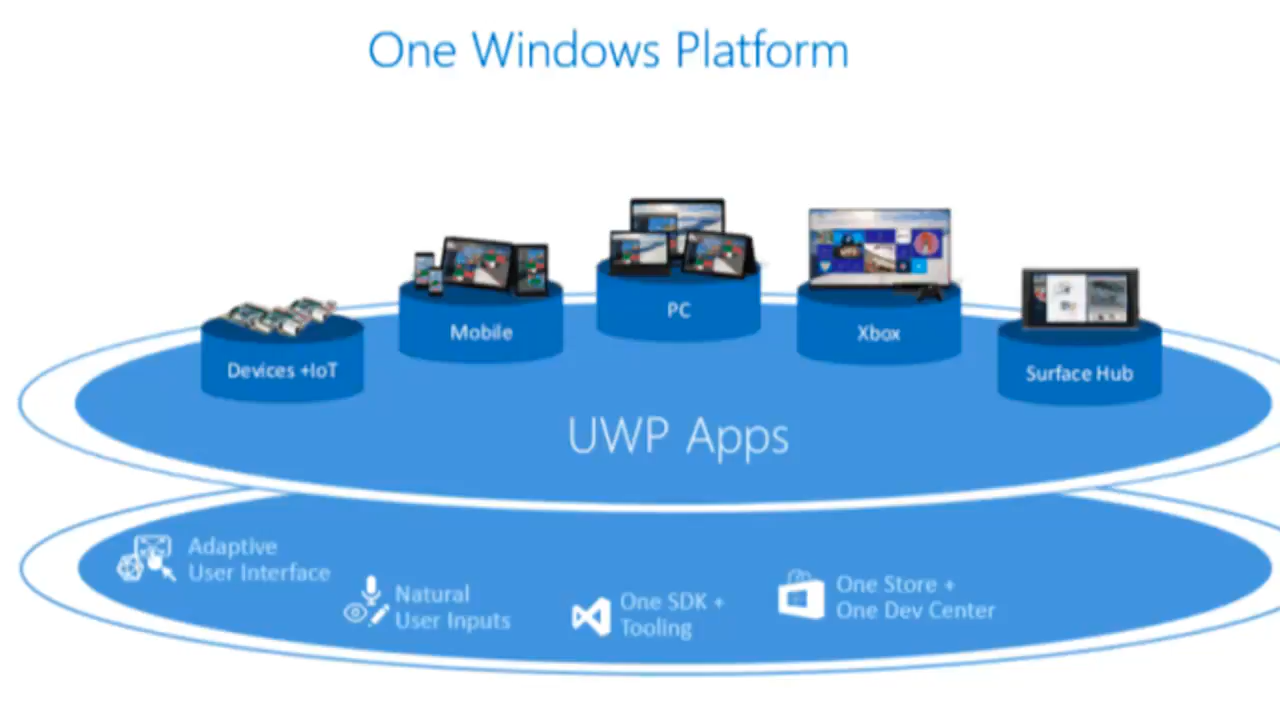 One Windows Platform
Devices +IoT
Mobile
PC
Xbox
Surface Hub
UWP Apps
Adaptive
User Interface
Natural
User Inputs
One SDK +
Tooling
One Store +
One Dev Center